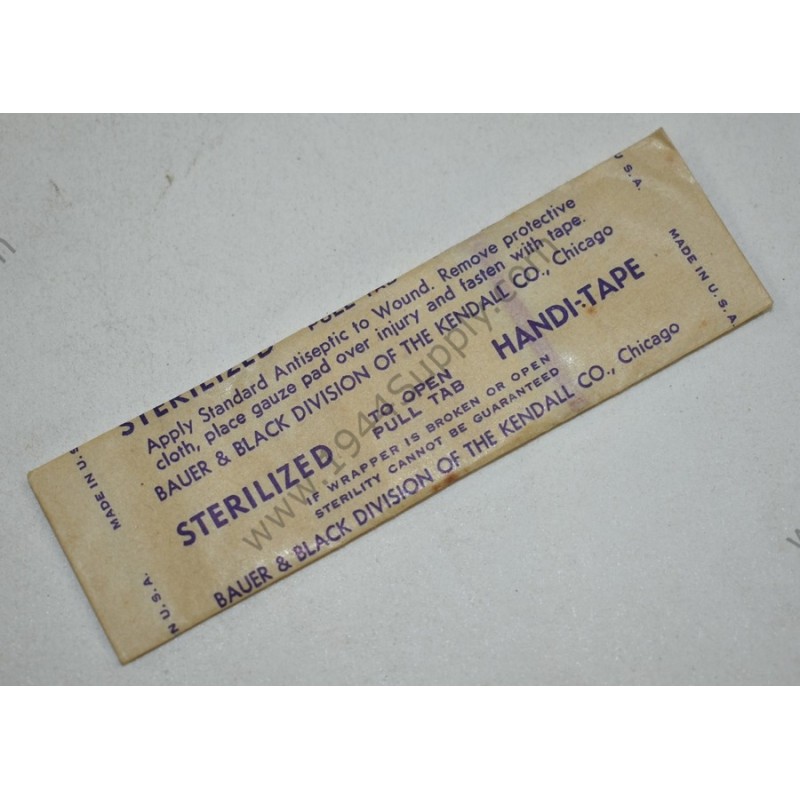 STERILIZED PULL TAB
Apply Standard Antiseptic to Wound. Remove protective
cloth, place gauze pad over injury and fasten with tape.
BAUER & BLACK DIVISION OF THE KENDALL CO., Chicago
STERILIZED TO OPEN PULL TAB HANDI-TAPE
IF WRAPPER IS BROKEN OR OPEN
STERILITY CANNOT BE GUARANTEED
BAUER & BLACK DIVISION OF THE KENDALL CO., Chicago
MADE IN U.S.
N U.S.A.
U.S.A.
MADE IN U.S.A.
www.1944Supply.com